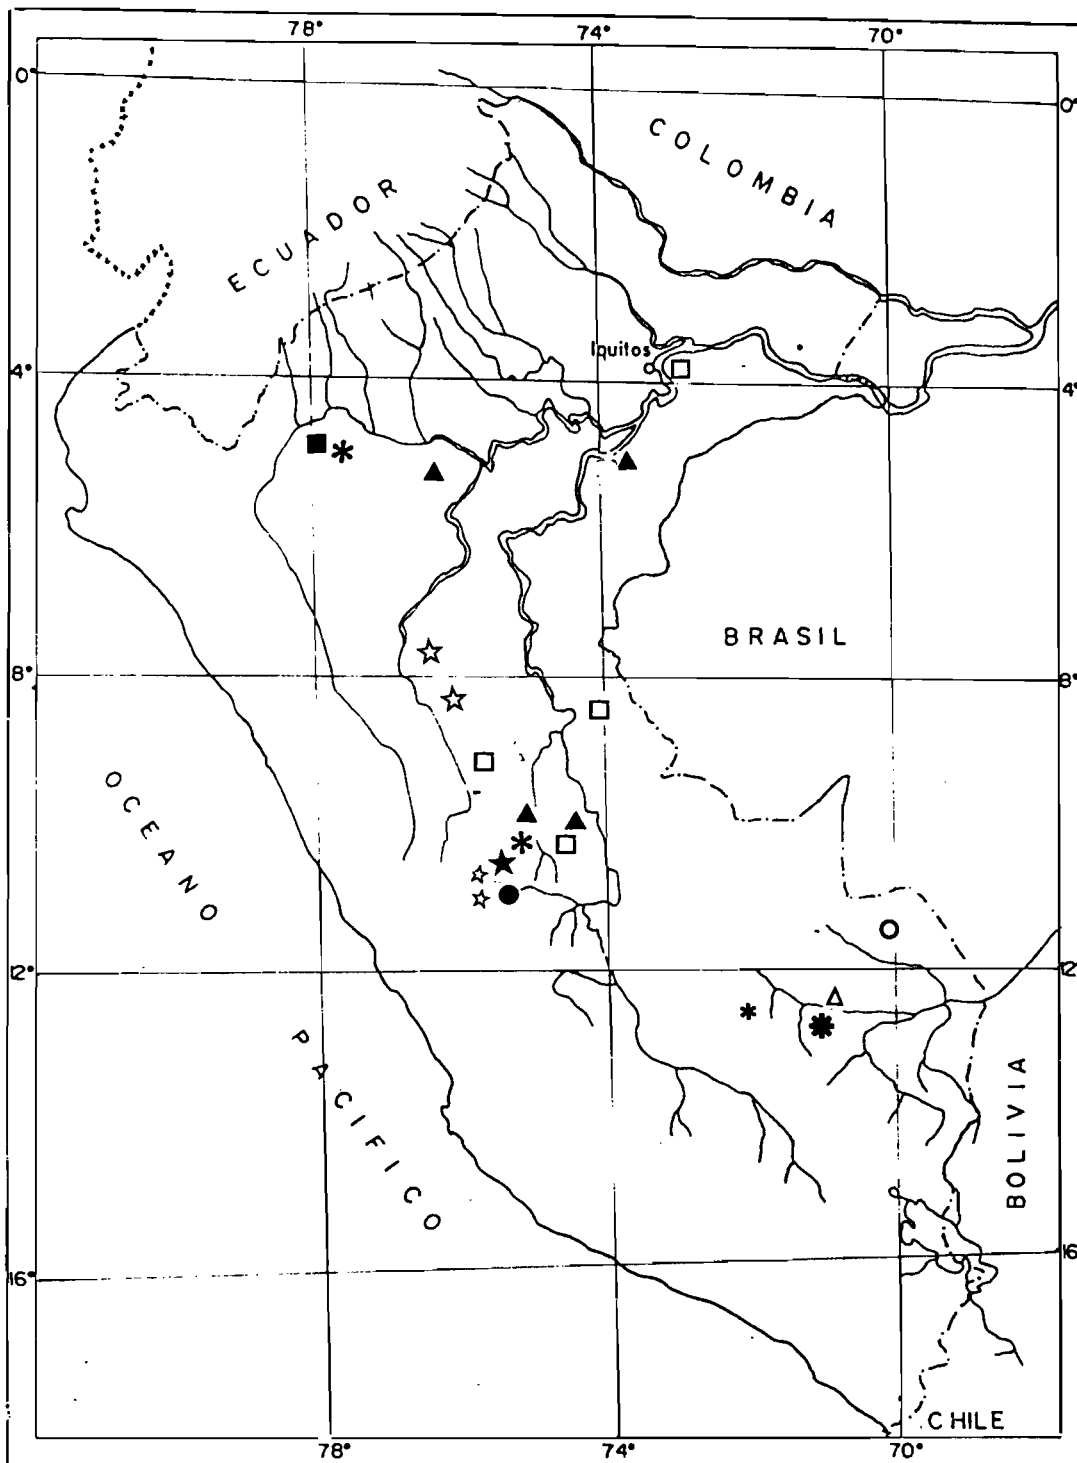 78° 74° 70°
0° 0°
COLOMBIA
ECUADOR
Iquitos
4° 4°
BRASIL
8° 8°
OCEANO
12° 12
PACIFICO
BOLIVIA
16° 16°
CHILE
78° 74° 70°